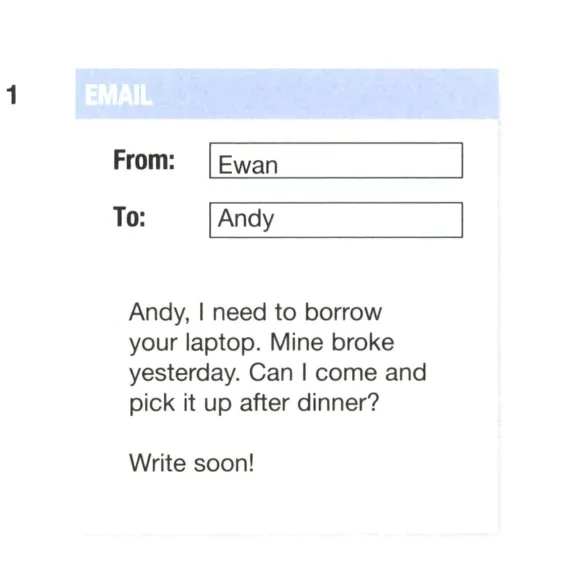 1
EMAIL
From: Ewan
To: Andy
Andy, I need to borrow
your laptop. Mine broke
yesterday. Can I come and
pick it up after dinner?
Write soon!